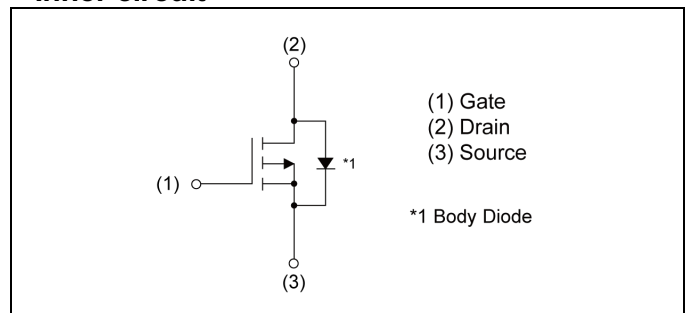 (2)
(1) Gate
(2) Drain
(3) Source
*1
(1)
*1 Body Diode
(3)